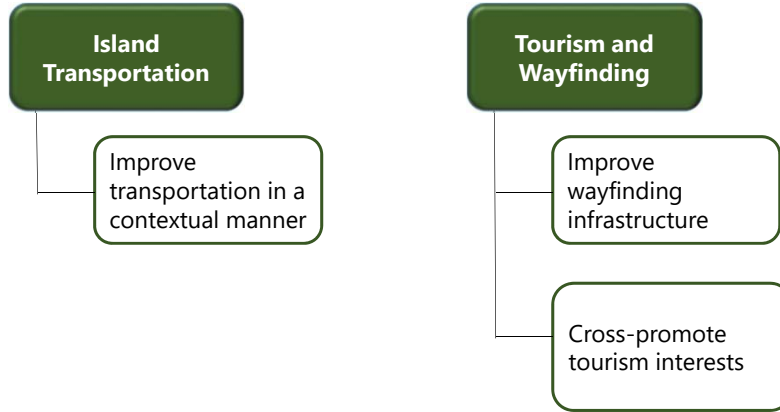 Island
Transportation
Improve
transportation in a
contextual manner
Tourism and
Wayfinding
Improve
wayfinding
infrastructure
Cross-promote
tourism interests